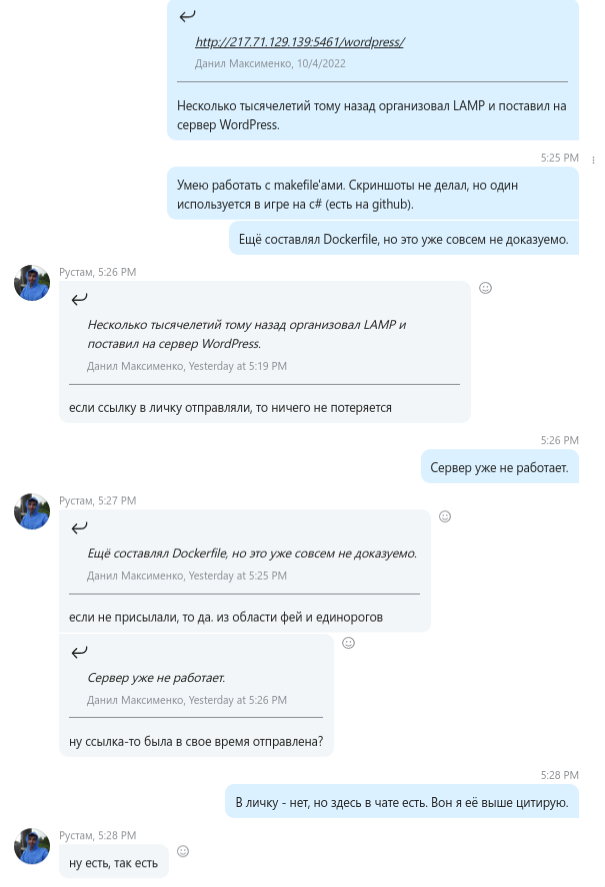 http://217.71.129.139:5461/wordpress/
Данил Максименко, 10/4/2022
Несколько тысячелетий тому назад организовал LAMP и поставил на
сервер WordPress.
5:25 PM
Умею работать с makefile'ами. Скриншоты не делал, но один
используется в игре на c# (есть на github).
Ещё составлял Dockerfile, но это уже совсем не доказуемо.
Рустам, 5:26 PM
Несколько тысячелетий тому назад организовал LAMP и
поставил на сервер WordPress.
Данил Максименко, Yesterday at 5:19 PM
если ссылку в личку отправляли, то ничего не потеряется
5:26 PM
Сервер уже не работает.
Рустам, 5:27 PM
Ещё составлял Dockerfile, но это уже совсем не доказуемо.
Данил Максименко, Yesterday at 5:25 PM
если не присылали, то да. из области фей и единорогов
Сервер уже не работает.
Данил Максименко, Yesterday at 5:26 PM
ну ссылка-то была в свое время отправлена?
5:28 PM
В личку - нет, но здесь в чате есть. Вон я её выше цитирую.
Рустам, 5:28 PM
ну есть, так есть